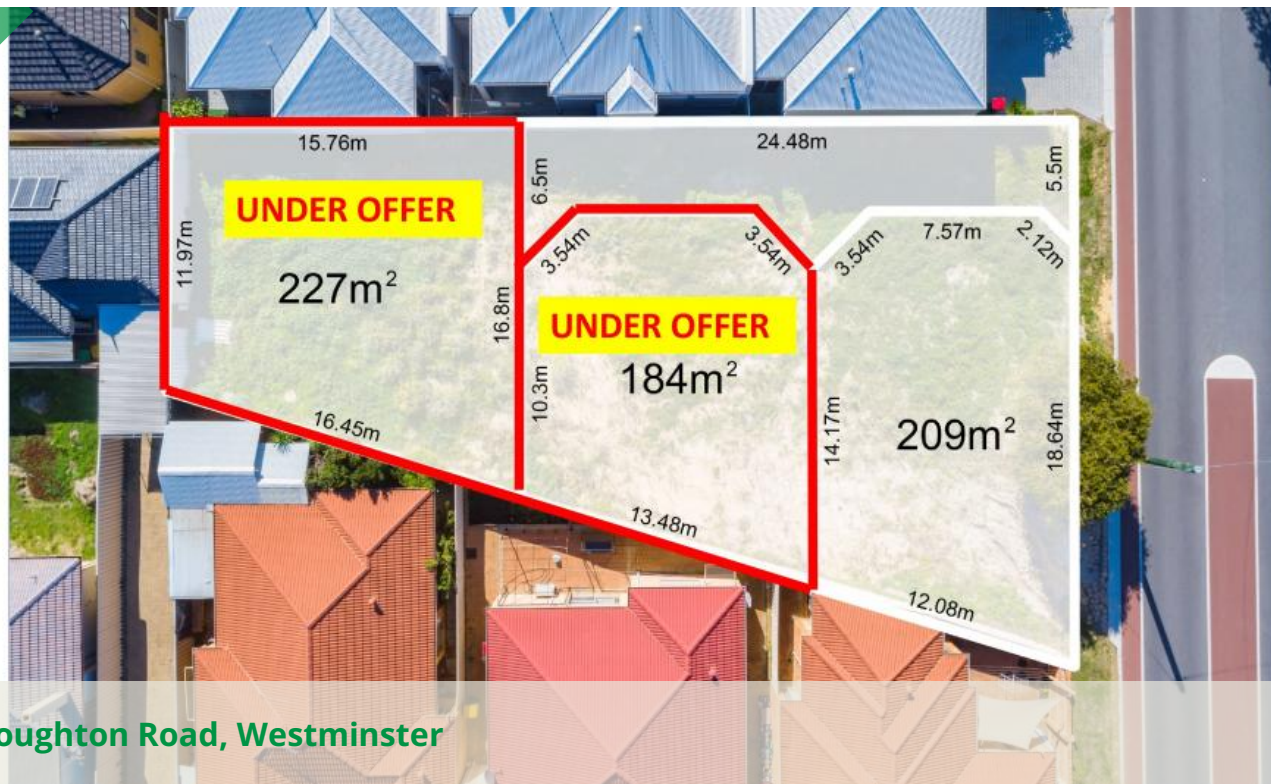 15.76m
24.48m
6.5m
5.5m
UNDER OFFER
11.97m
3.54m
3.54m
3.54m
7.57m
2.12m
227m²
16.8m
UNDER OFFER
184m²
10.3m
14.17m
209m²
18.64m
16.45m
13.48m
12.08m
oughton Road, Westminster